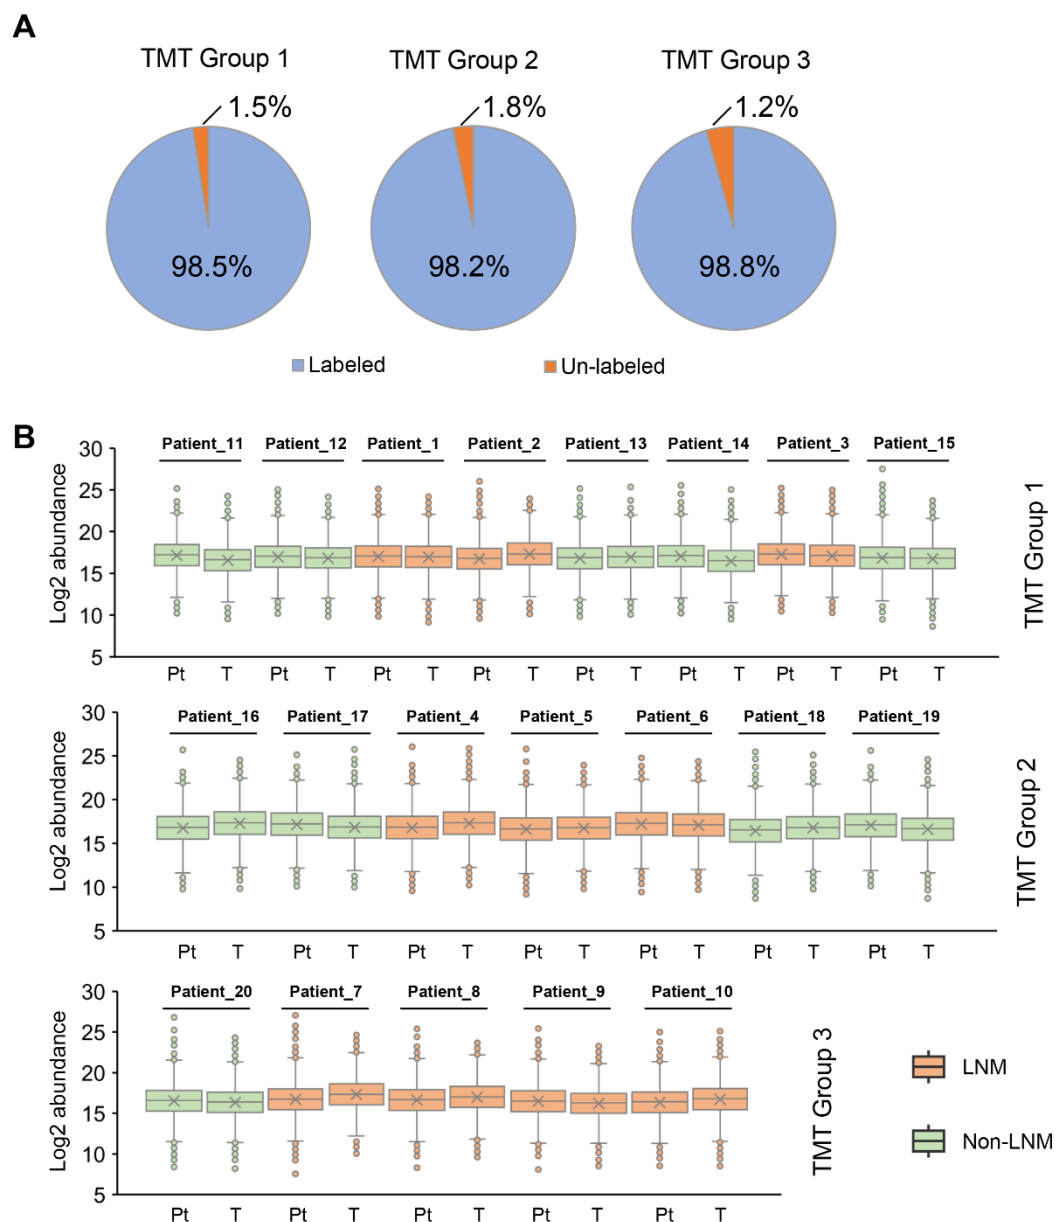 A
TMT Group 1
TMT Group 2
TMT Group 3
1.5%
1.8%
1.2%
98.5%
98.2%
98.8%
Labeled
Un-labeled
B
Log2 abundance
30
25
20
15
10
5
Patient_11
Patient_12
Patient_1
Patient_2
Patient_13
Patient_14
Patient_3
Patient_15
Pt T Pt T Pt T Pt T Pt T Pt T Pt T Pt T
TMT Group 1
Log2 abundance
30
25
20
15
10
5
Patient_16
Patient_17
Patient_4
Patient_5
Patient_6
Patient_18
Patient_19
Pt T Pt T Pt T Pt T Pt T Pt T Pt T
TMT Group 2
Log2 abundance
30
25
20
15
10
5
Patient_20
Patient_7
Patient_8
Patient_9
Patient_10
Pt T Pt T Pt T Pt T Pt T
TMT Group 3
LNM
Non-LNM